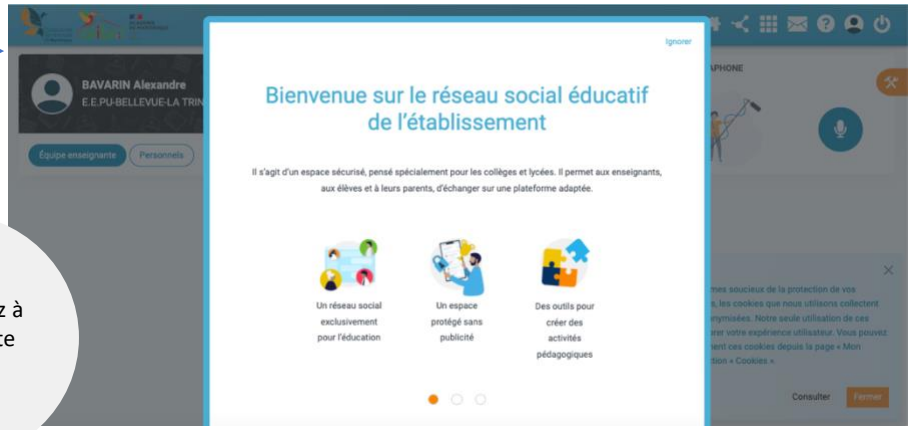 Ignorer
BAVARIN Alexandre
E.E.PU-BELLEVUE-LA TRIN
Équipe enseignante
Personnels
Bienvenue sur le réseau social éducatif
de l'établissement
Il s'agit d'un espace sécurisé, pensé spécialement pour les collèges et lycées. Il permet aux enseignants,
aux élèves et à leurs parents, d'échanger sur une plateforme adaptée.
Un réseau social
exclusivement
pour l'éducation
Un espace
protégé sans
publicité
Des outils pour
créer des
activités
pédagogiques
z à
te
mes soucieux de la protection de vos
s, les cookies que nous utilisons collectent
nymisées. Notre seule utilisation de ces
rer votre expérience utilisateur. Vous pouvez
ment ces cookies depuis la page « Mon
tion « Cookies »
Consulter
Fermer